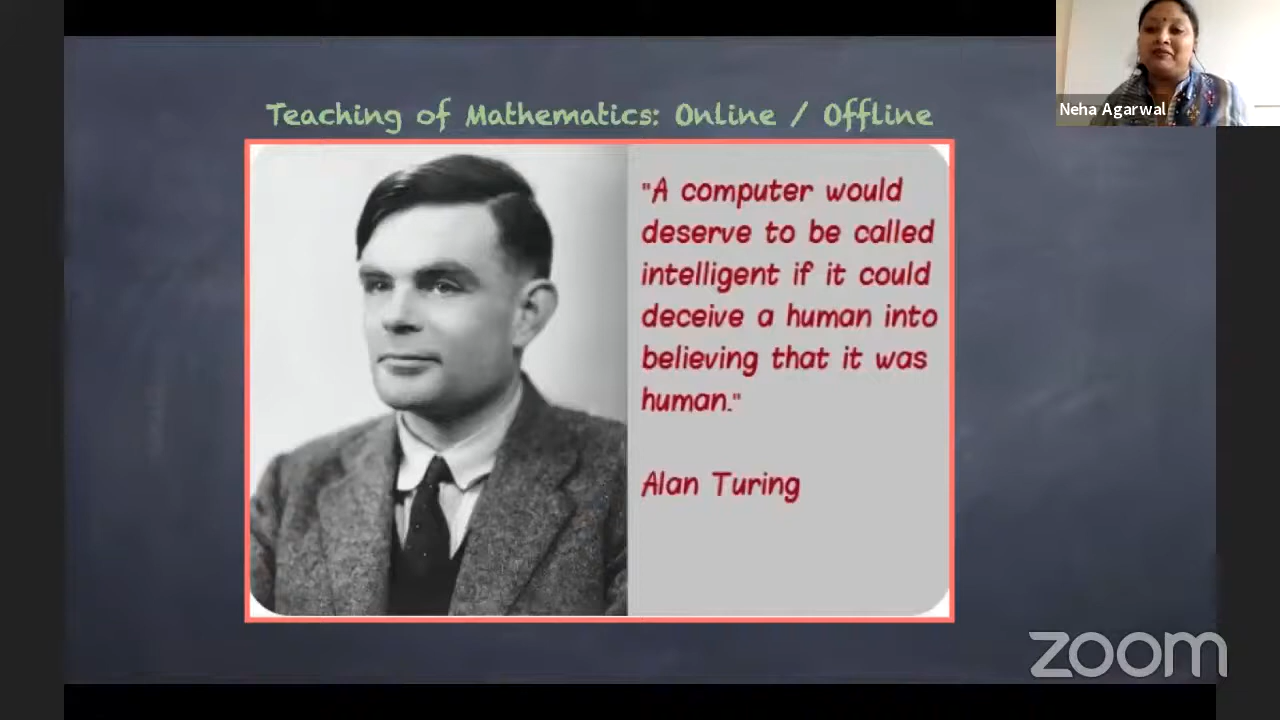 Teaching of Mathematics: Online / Offline
Neha Agarwal
"A computer would
deserve to be called
intelligent if it could
deceive a human into
believing that it was
human."
Alan Turing
zoom